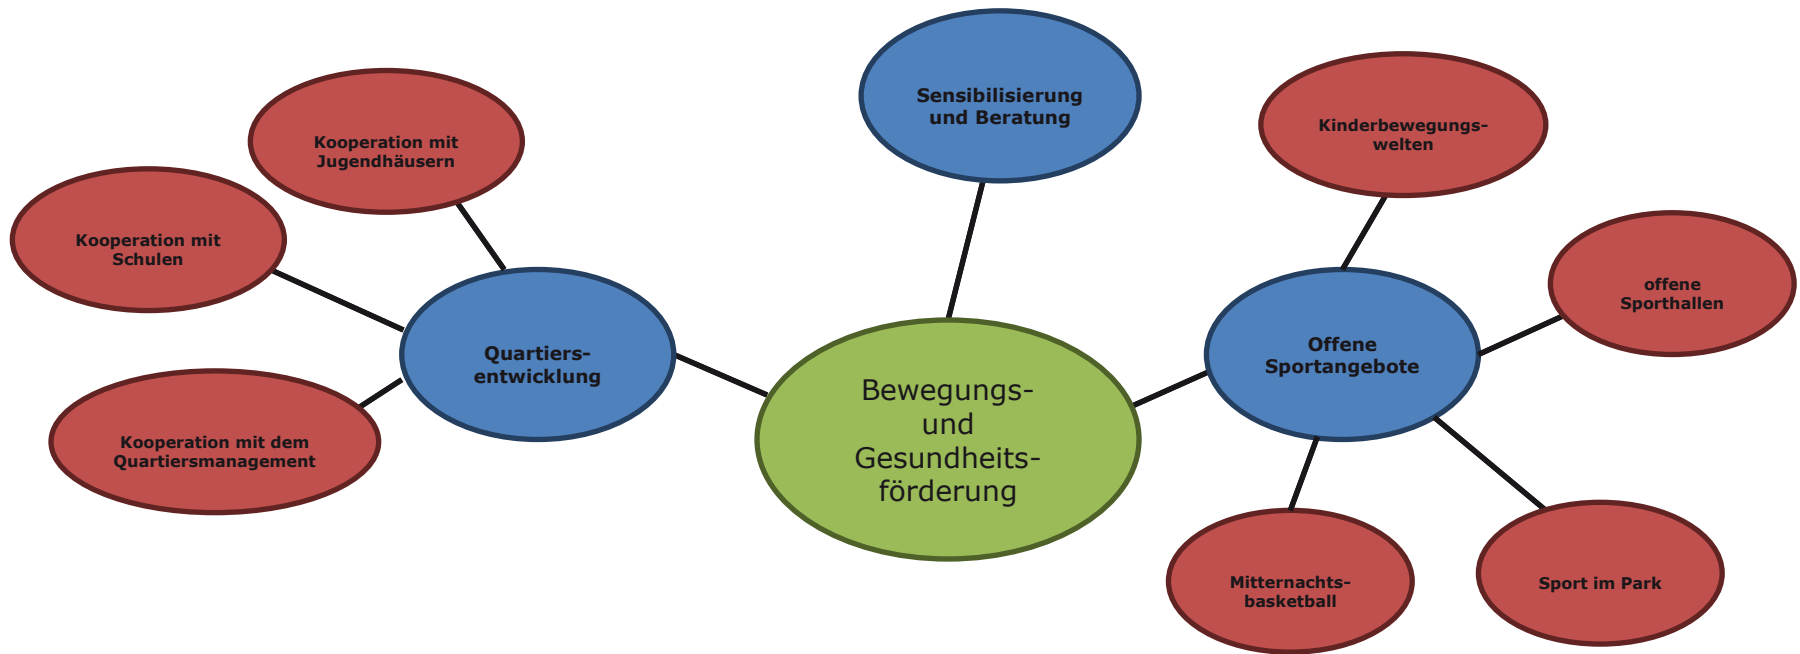 Sensibilisierung
und Beratung
Kinderbewegungs-
welten
Kooperation mit
Jugendhäusern
Kooperation mit
Schulen
offene
Sporthallen
Quartiers-
entwicklung
Offene
Sportangebote
Bewegungs-
und
Gesundheits-
förderung
Kooperation mit dem
Quartiersmanagement
Mitternachts-
basketball
Sport im Park